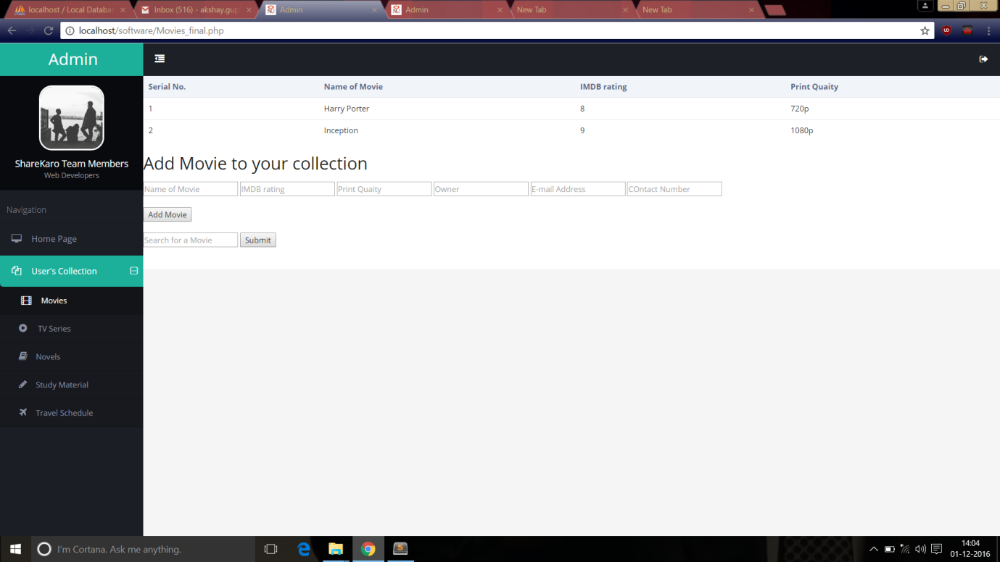 localhost / Local Databa
Inbox (516) - akshay.gup
Admin
Admin
New Tab
New Tab
localhost/software/Movies_final.php
Admin
ShareKaro Team Members
Web Developers
Navigation
Home Page
User's Collection
Movies
TV Series
Novels
Study Material
Travel Schedule
Serial No. Name of Movie IMDB rating Print Quaity
1 Harry Porter 8 720p
2 Inception 9 1080p
Add Movie to your collection
Name of Movie IMDB rating Print Quaity Owner E-mail Address COntact Number
Add Movie
Search for a Movie Submit
I'm Cortana. Ask me anything.
14:04
01-12-2016